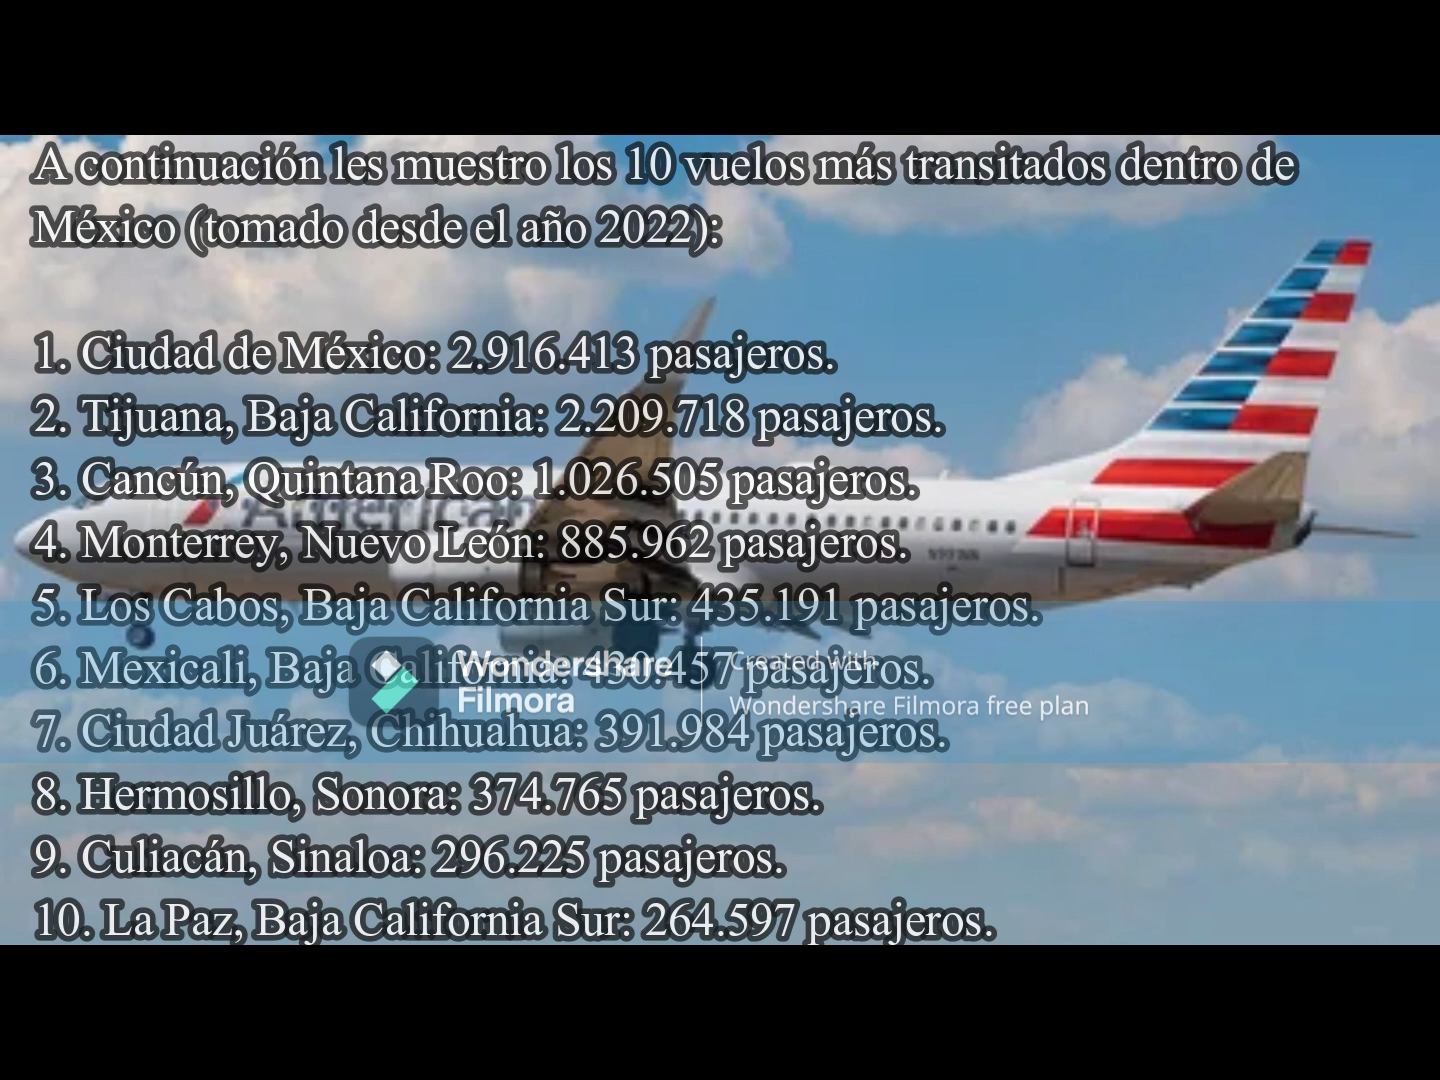 A continuación les muestro los 10 vuelos más transitados dentro de
México (tomado desde el año 2022):
1. Ciudad de México: 2.916.413 pasajeros.
2. Tijuana, Baja California: 2.209.718 pasajeros.
3. Cancún, Quintana Roo: 1.026.505 pasajeros.
American
4. Monterrey, Nuevo León: 885.962 pasajeros.
5. Los Cabos, Baja California Sur: 435.191 pasajeros.
6. Mexicali, Baja California: 430.457 pasajeros.
Wondershare
Filmora
Created with
Wondershare Filmora free plan
7. Ciudad Juárez, Chihuahua: 391.984 pasajeros.
8. Hermosillo, Sonora: 374.765 pasajeros.
9. Culiacán, Sinaloa: 296.225 pasajeros.
10. La Paz, Baja California Sur: 264.597 pasajeros.